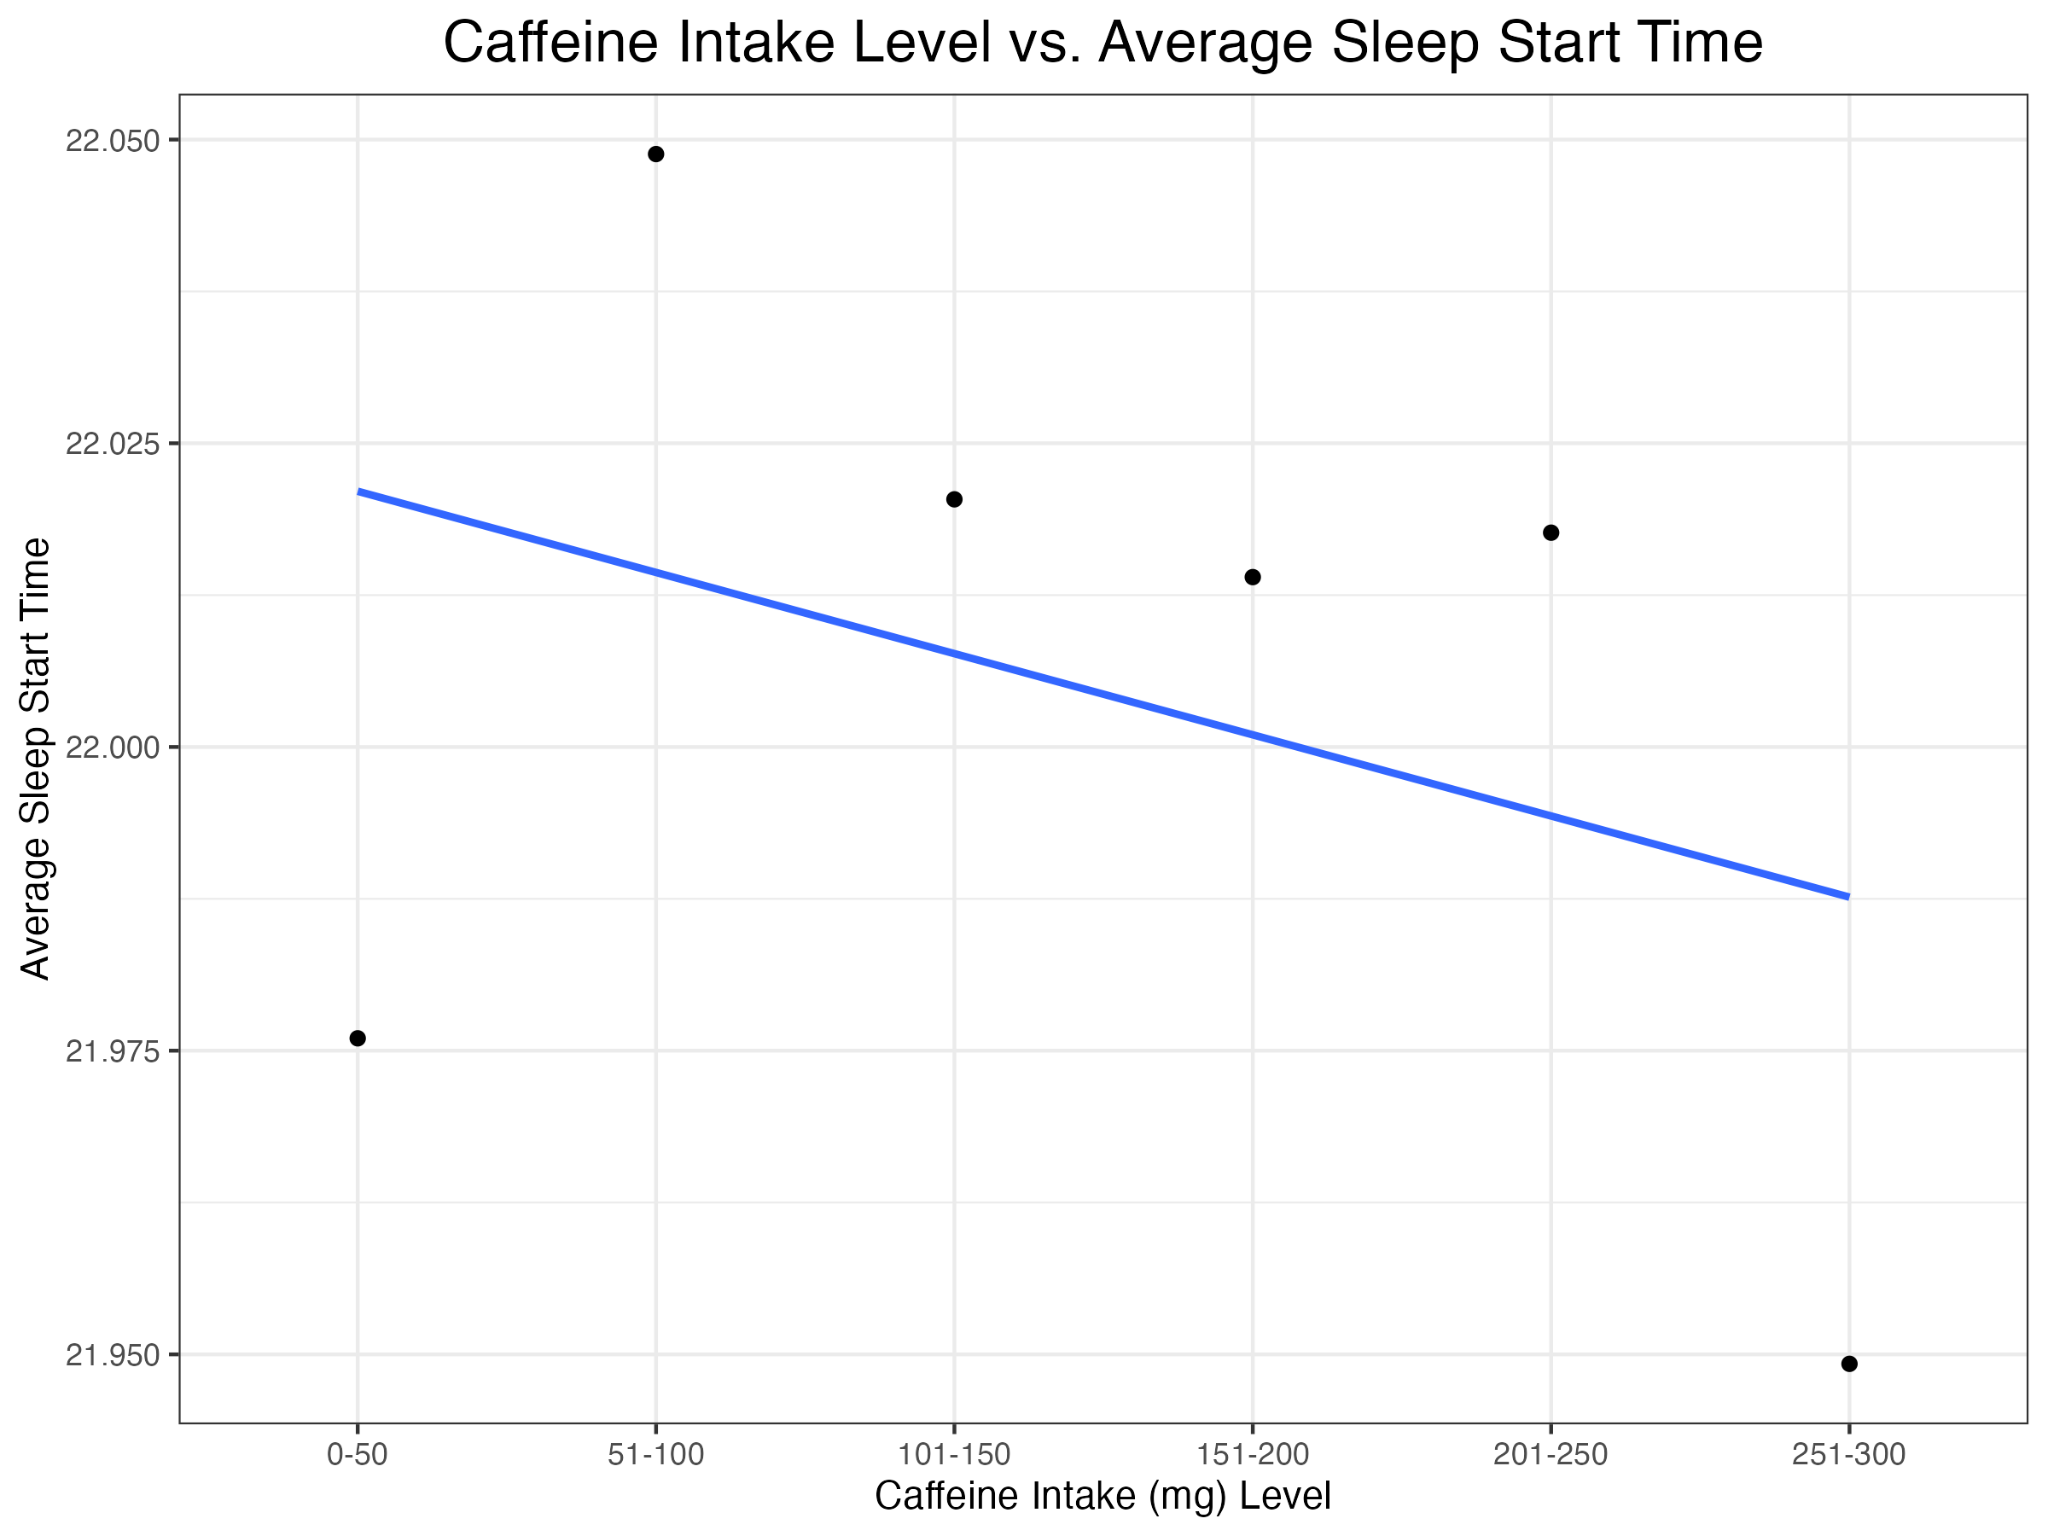 Caffeine Intake Level vs. Average Sleep Start Time
Average Sleep Start Time
22.050
22.025
22.000
21.975
21.950
0-50 51-100 101-150 151-200 201-250 251-300
Caffeine Intake (mg) Level